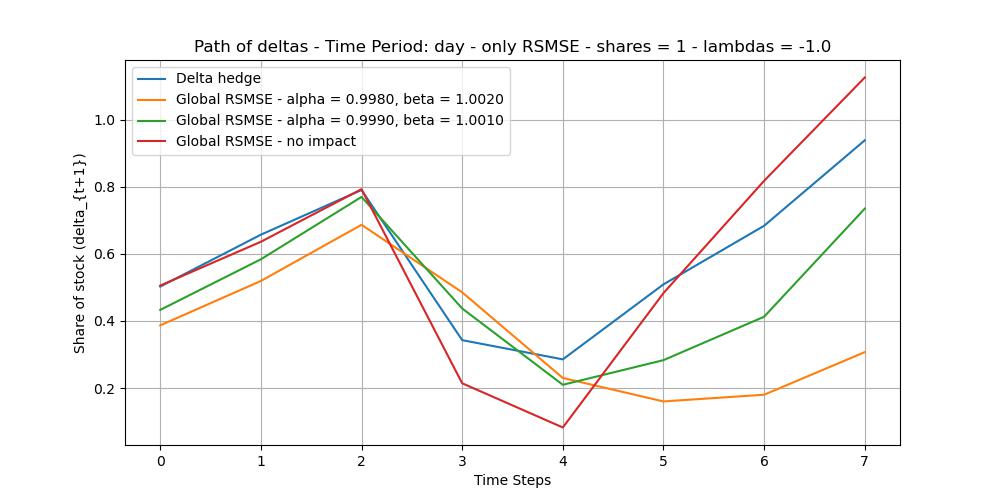 Path of deltas - Time Period: day - only RSMSE - shares = 1 - lambdas = -1.0
Delta hedge
Global RSMSE - alpha = 0.9980, beta = 1.0020
Global RSMSE - alpha = 0.9990, beta = 1.0010
Global RSMSE - no impact
Share of stock (delta_{t+1})
1.0
0.8
0.6
0.4
0.2
0 1 2 3 4 5 6 7
Time Steps